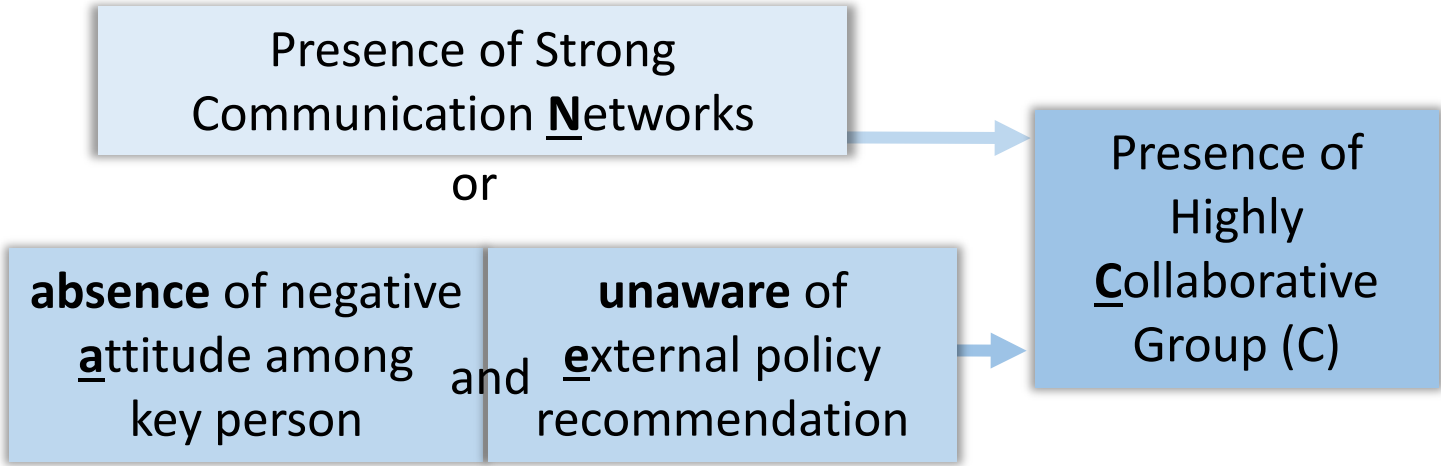 Presence of Strong
Communication Networks
or
absence of negative
attitude among
key person
and
unaware of
external policy
recommendation
Presence of
Highly
Collaborative
Group (C)